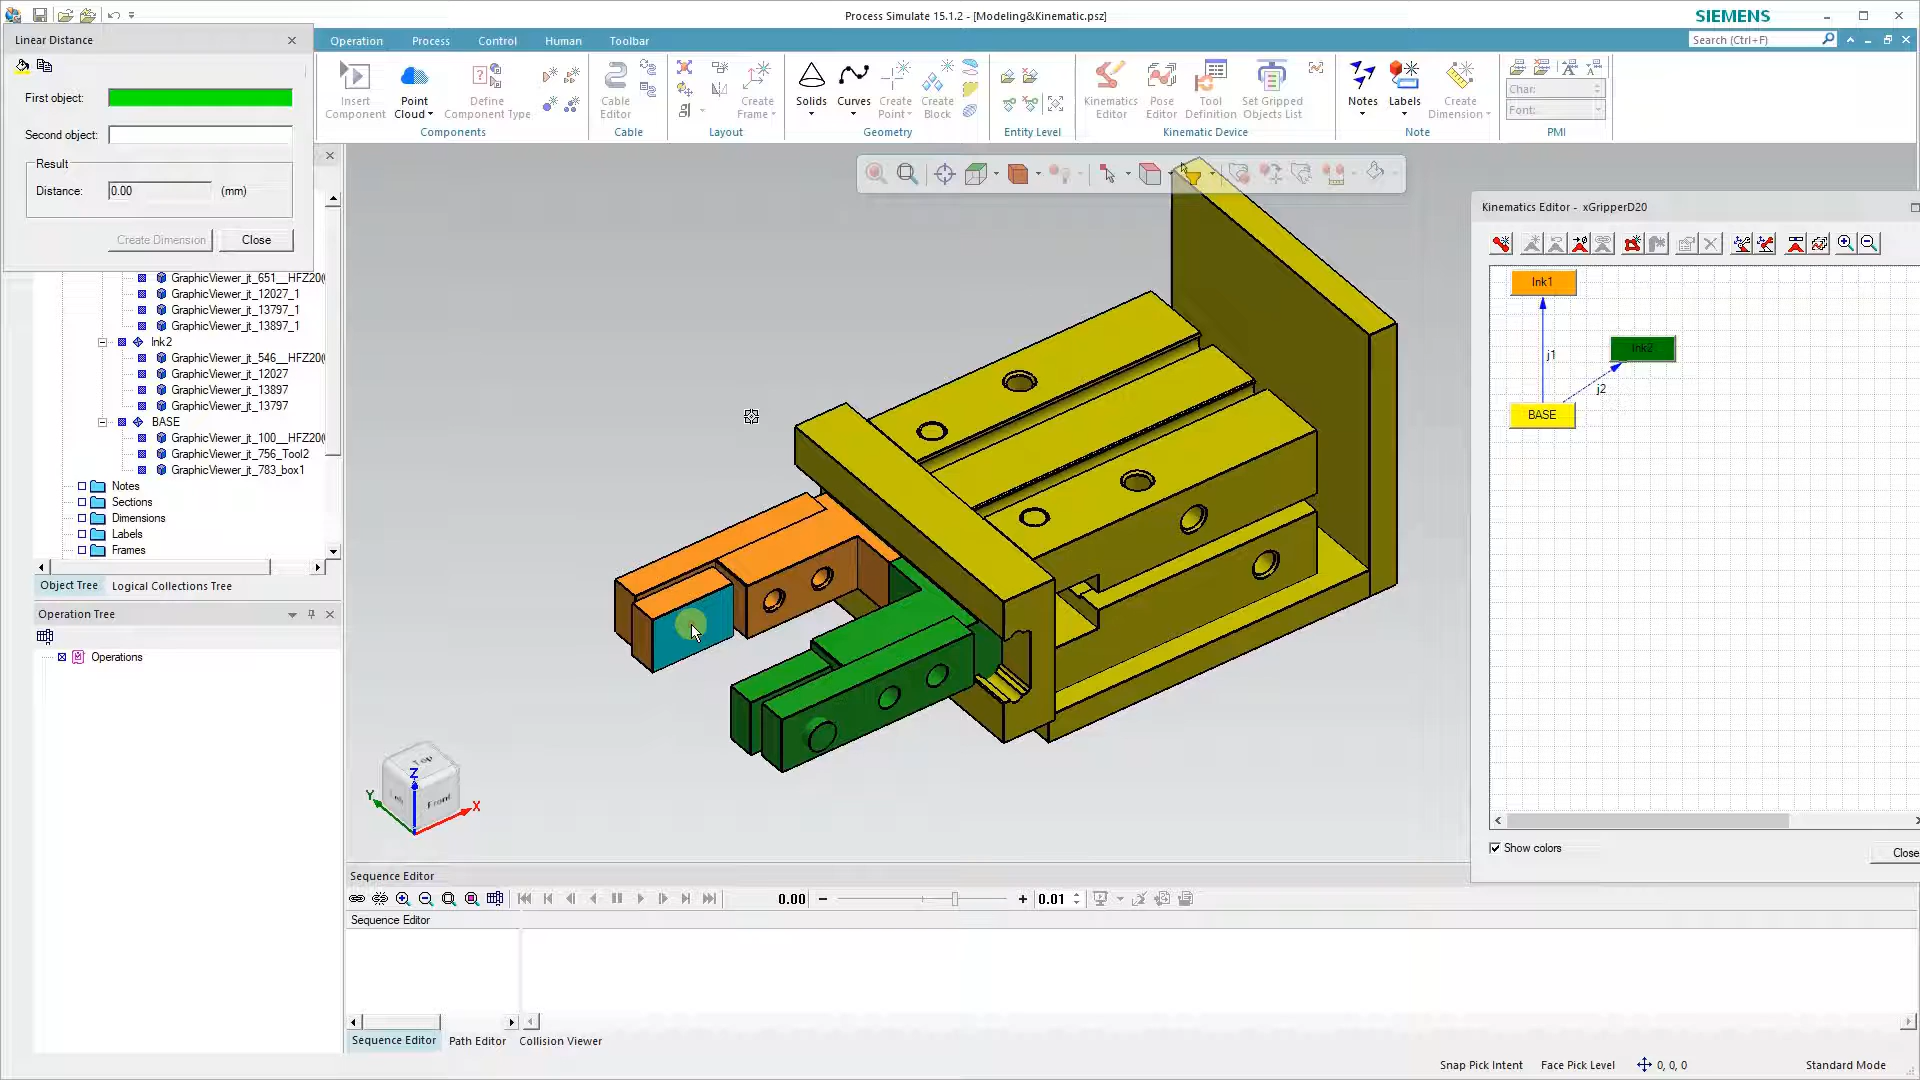 Process Simulate 15.1.2 - [Modeling&Kinematic.psz]
SIEMENS
Linear Distance
Operation
Process
Control
Human
Toolbar
Search (Ctrl+F)
First object:
Second object:
Result
Distance:
0.00
(mm)
Create Dimension
Close
Insert Component
Point Cloud
Define Component Type
Components
Cable Editor
Cable
Create Frame
Layout
Solids
Curves
Create Point
Create Block
Geometry
Entity Level
Kinematics Editor
Pose Editor
Tool Definition
Set Gripped Objects List
Kinematic Device
Notes
Labels
Create Dimension
Note
Char:
Font:
PMI
GraphicViewer_jt_651__HFZ20(
GraphicViewer_jt_12027_1
GraphicViewer_jt_13797_1
GraphicViewer_jt_13897_1
lnk2
GraphicViewer_jt_546__HFZ20(
GraphicViewer_jt_12027
GraphicViewer_jt_13897
GraphicViewer_jt_13797
BASE
GraphicViewer_jt_100__HFZ20(
GraphicViewer_jt_756_Tool2
GraphicViewer_jt_783_box1
Notes
Sections
Dimensions
Labels
Frames
Object Tree
Logical Collections Tree
Operation Tree
Operations
Kinematics Editor - xGripperD20
lnk1
j1
lnk2
j2
BASE
Show colors
Close
Top
Front
Z
Y
X
Sequence Editor
0.00
0.01
Sequence Editor
Sequence Editor
Path Editor
Collision Viewer
Snap Pick Intent
Face Pick Level
0, 0, 0
Standard Mode